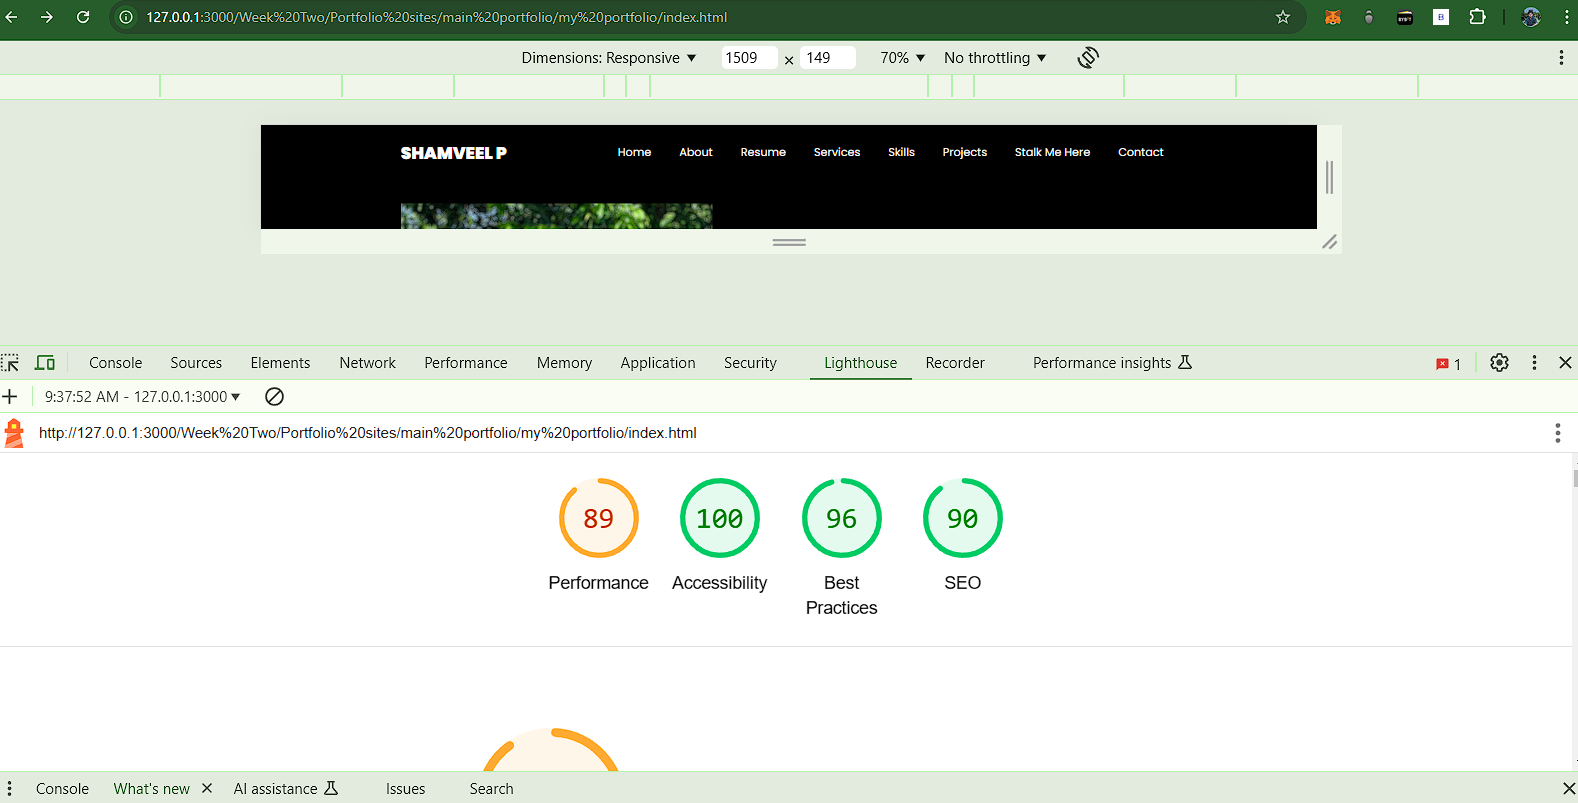 127.0.0.1:3000/Week%20Two/Portfolio%20sites/main%20portfolio/my%20portfolio/index.html
Dimensions: Responsive 1509 × 149 70% No throttling
SHAMVEEL P Home About Resume Services Skills Projects Stalk Me Here Contact
Console Sources Elements Network Performance Memory Application Security Lighthouse Recorder Performance insights 1
9:37:52 AM - 127.0.0.1:3000
http://127.0.0.1:3000/Week%20Two/Portfolio%20sites/main%20portfolio/my%20portfolio/index.html
89 100 96 90
Performance Accessibility Best Practices SEO
Console What's new AI assistance Issues Search